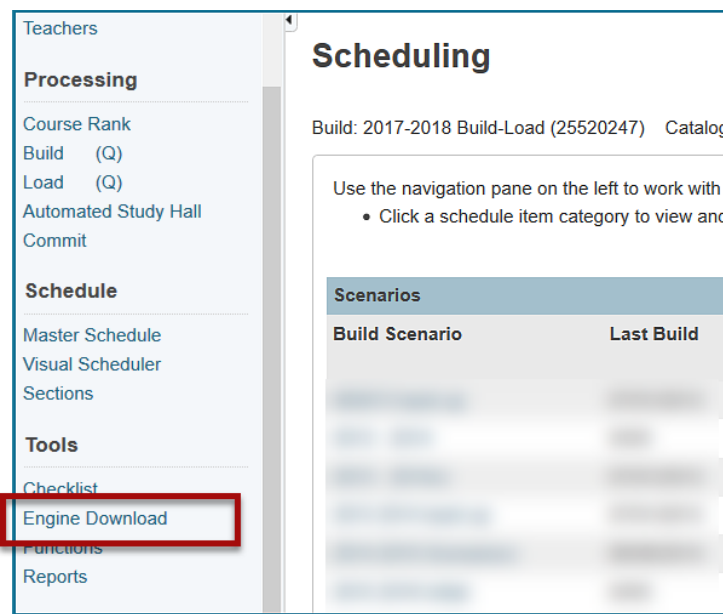 Teachers
Processing
Course Rank
Build (Q)
Load (Q)
Automated Study Hall
Commit
Schedule
Master Schedule
Visual Scheduler
Sections
Tools
Checklist
Engine Download
Functions
Reports
Scheduling
Build: 2017-2018 Build-Load (25520247) Catalog
Use the navigation pane on the left to work with
• Click a schedule item category to view and
Scenarios
Build Scenario Last Build